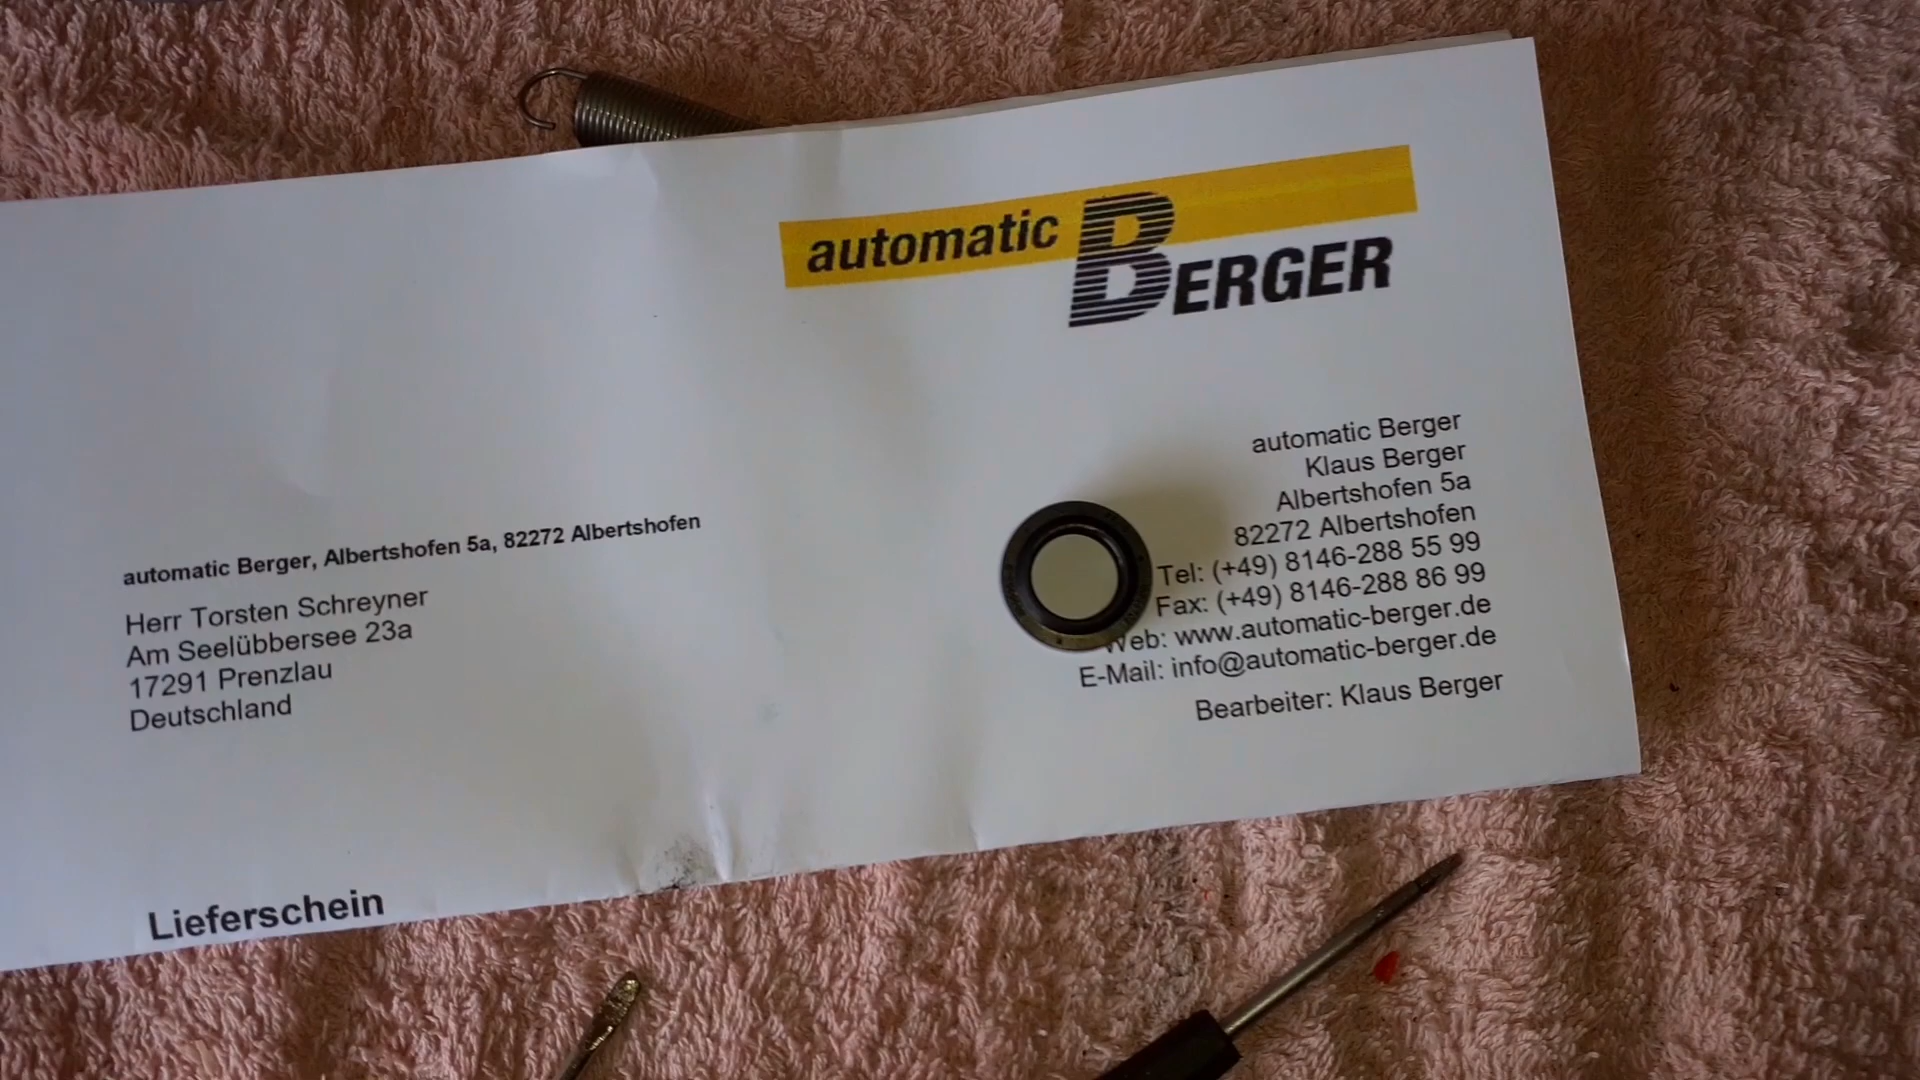 automatic BERGER
automatic Berger
Klaus Berger
Albertshofen 5a
82272 Albertshofen
Tel: (+49) 8146-288 55 99
Fax: (+49) 8146-288 86 99
Web: www.automatic-berger.de
E-Mail: info@automatic-berger.de
Bearbeiter: Klaus Berger
automatic Berger, Albertshofen 5a, 82272 Albertshofen
Herr Torsten Schreyner
Am Seelübbersee 23a
17291 Prenzlau
Deutschland
Lieferschein